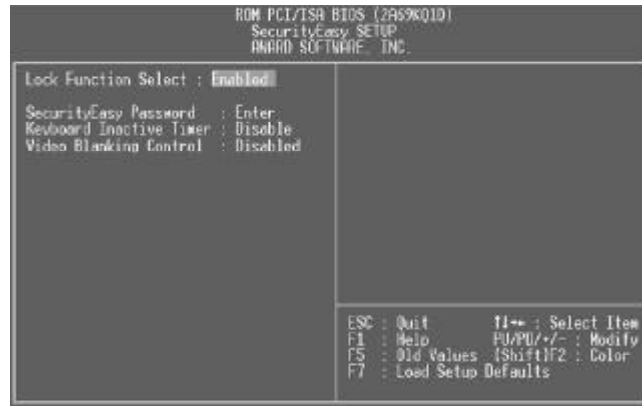 ROM PCI/ISA BIOS (2A69KQ1D)
SecurityEasy SETUP
AWARD SOFTWARE, INC.
Lock Function Select : Enabled
SecurityEasy Password : Enter
Keyboard Inactive Timer : Disable
Video Blanking Control : Disabled
ESC : Quit ↑↓→← : Select Item
F1 : Help PU/PD/+/- : Modify
F5 : Old Values (Shift)F2 : Color
F7 : Load Setup Defaults